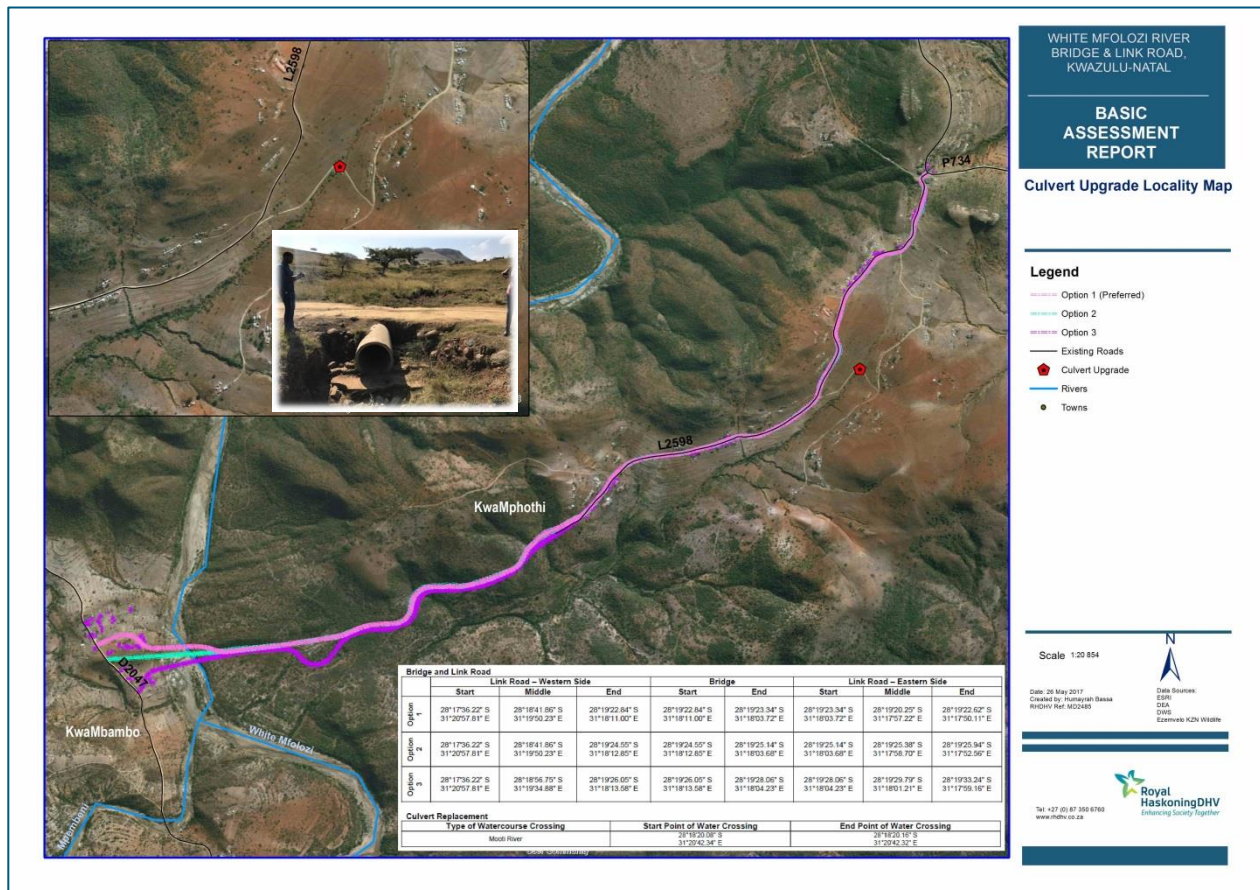 WHITE MFOLOZI RIVER
BRIDGE & LINK ROAD,
KWAZULU-NATAL
BASIC
ASSESSMENT
REPORT
Culvert Upgrade Locality Map
Legend
Option 1 (Preferred)
Option 2
Option 3
Existing Roads
Culvert Upgrade
Rivers
Towns
L2598
P734
L2598
KwaMphothi
D2047
KwaMbambo
White Mfolozi
Bridge and Link Road
Link Road – Western Side Bridge Link Road – Eastern Side
Start Middle End Start End Start Middle End
Option 1
28°17'36.22" S 28°18'41.86" S 28°19'22.84" S 28°19'22.84" S 28°19'23.34" S 28°19'23.34" S 28°19'20.25" S 28°19'22.62" S
31°20'57.81" E 31°19'50.23" E 31°18'11.00" E 31°18'11.00" E 31°18'03.72" E 31°18'03.72" E 31°17'57.22" E 31°17'50.11" E
Option 2
28°17'36.22" S 28°18'41.86" S 28°19'24.55" S 28°19'24.55" S 28°19'25.14" S 28°19'25.14" S 28°19'25.38" S 28°19'25.94" S
31°20'57.81" E 31°19'50.23" E 31°18'12.85" E 31°18'12.85" E 31°18'03.68" E 31°18'03.68" E 31°17'58.70" E 31°17'52.56" E
Option 3
28°17'36.22" S 28°18'56.75" S 28°19'26.05" S 28°19'26.05" S 28°19'28.06" S 28°19'28.06" S 28°19'29.79" S 28°19'33.24" S
31°20'57.81" E 31°19'34.88" E 31°18'13.58" E 31°18'13.58" E 31°18'04.23" E 31°18'04.23" E 31°18'01.21" E 31°17'59.16" E
Culvert Replacement
Type of Watercourse Crossing Start Point of Water Crossing End Point of Water Crossing
Mooti River 28°18'20.08" S 28°18'20.16" S
31°20'42.34" E 31°20'42.32" E
Scale 1:20 854
N
Date: 26 May 2017
Created by: Humayrah Bassa
RHDHV Ref: MD2485
Data Sources:
ESRI
DEA
DWS
Ezemvelo KZN Wildlife
Tel: +27 (0) 87 350 6760
www.rhdhv.co.za
Royal
HaskoningDHV
Enhancing Society Together